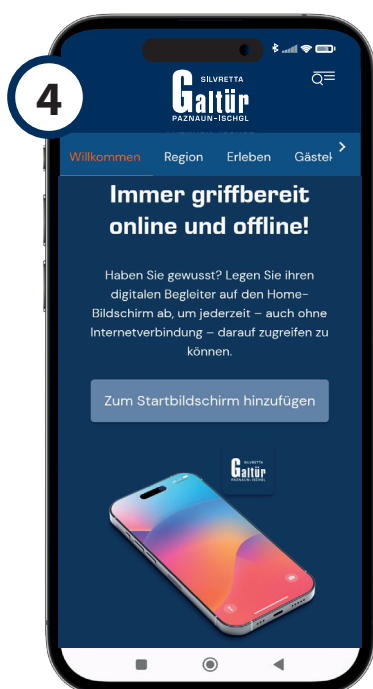 4
SILVRETTA
Galtür
PAZNAUN-ISCHGL
Willkommen Region Erleben Gästek
Immer griffbereit
online und offline!
Haben Sie gewusst? Legen Sie ihren
digitalen Begleiter auf den Home-
Bildschirm ab, um jederzeit – auch ohne
Internetverbindung – darauf zugreifen zu
können.
Zum Startbildschirm hinzufügen
SILVRETTA
Galtür
PAZNAUN-ISCHGL